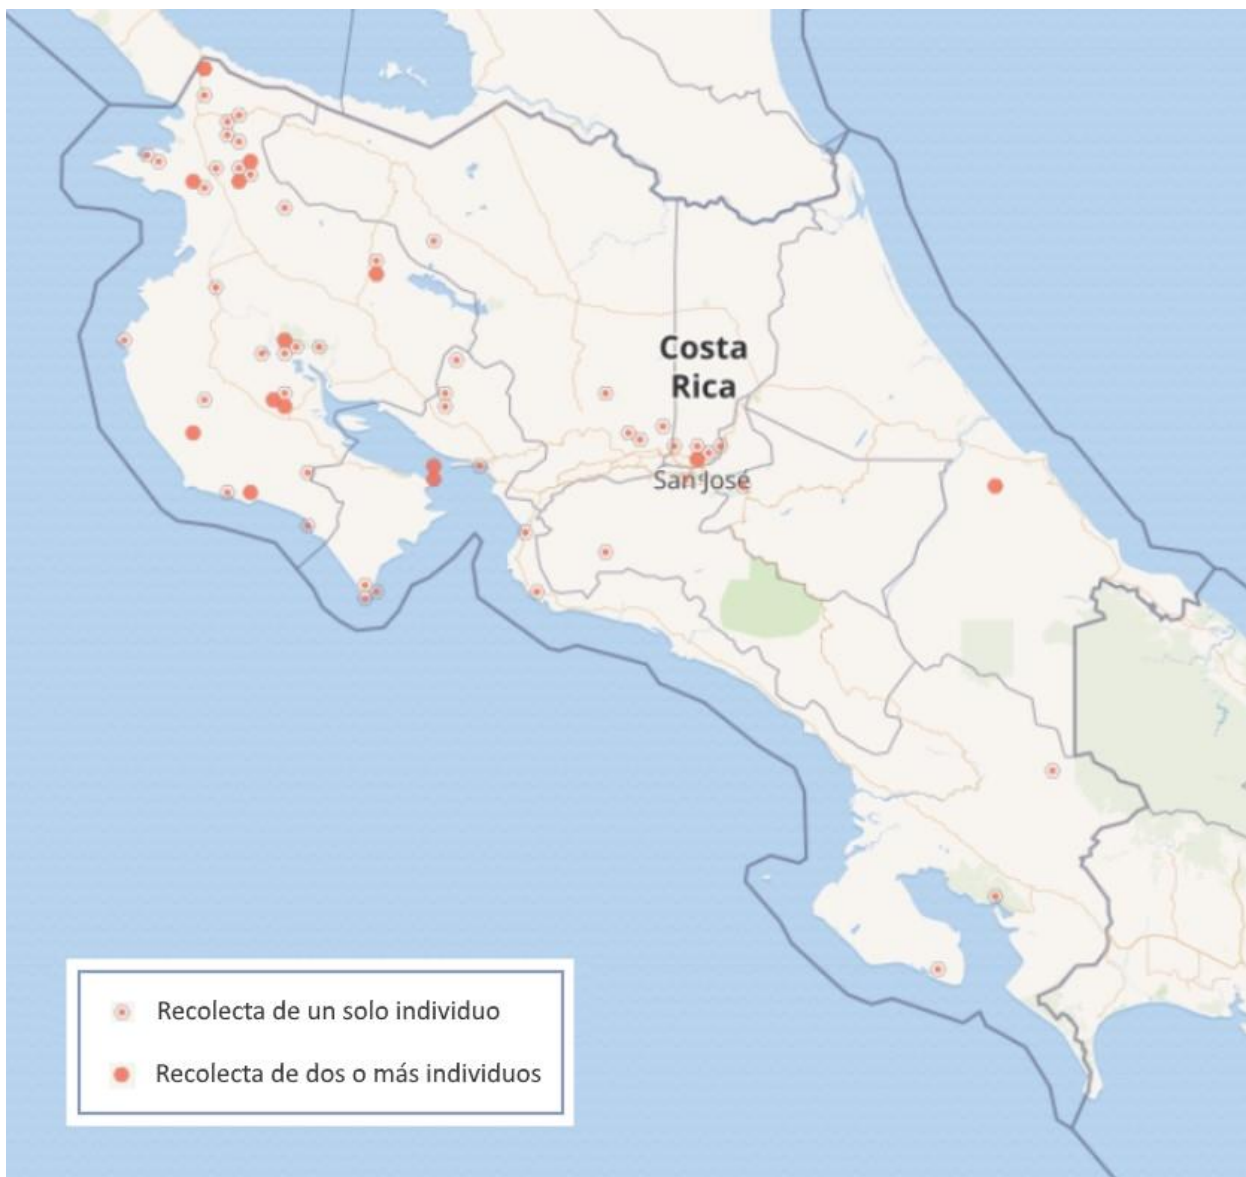 Costa
Rica
San José
Recolecta de un solo individuo
Recolecta de dos o más individuos